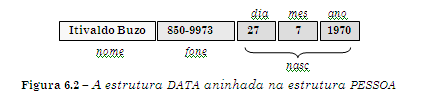 dia mes ano
Itivaldo Buzo 850-9973 27 7 1970
nome fone
nasc
Figura 6.2 – A estrutura DATA aninhada na estrutura PESSOA